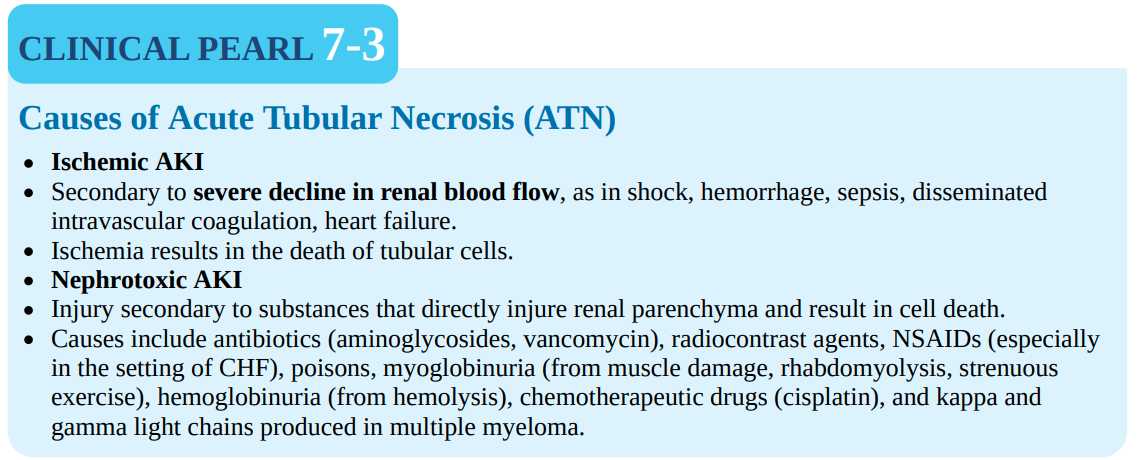 CLINICAL PEARL 7-3
Causes of Acute Tubular Necrosis (ATN)
• Ischemic AKI
• Secondary to severe decline in renal blood flow, as in shock, hemorrhage, sepsis, disseminated
intravascular coagulation, heart failure.
• Ischemia results in the death of tubular cells.
• Nephrotoxic AKI
• Injury secondary to substances that directly injure renal parenchyma and result in cell death.
• Causes include antibiotics (aminoglycosides, vancomycin), radiocontrast agents, NSAIDs (especially
in the setting of CHF), poisons, myoglobinuria (from muscle damage, rhabdomyolysis, strenuous
exercise), hemoglobinuria (from hemolysis), chemotherapeutic drugs (cisplatin), and kappa and
gamma light chains produced in multiple myeloma.